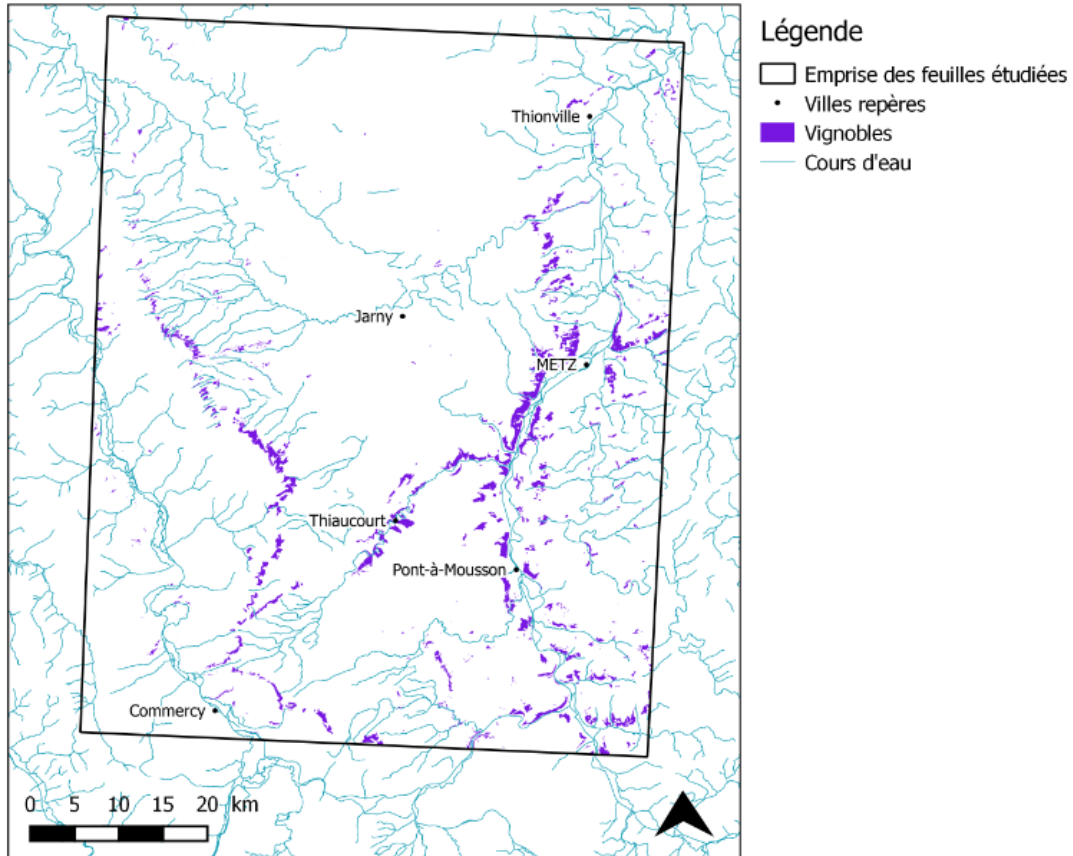 Légende
Emprise des feuilles étudiées
Villes repères
Vignobles
Cours d'eau
Thionville
Jarny
METZ
Thiaucourt
Pont-à-Mousson
Commercy
0 5 10 15 20 km